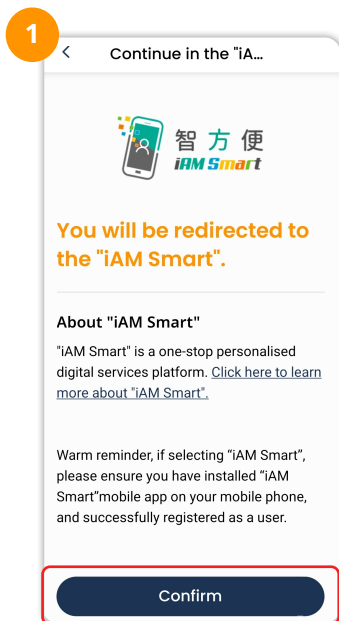 1
Continue in the "iA...
智方便
iAM Smart
You will be redirected to
the "iAM Smart".
About "iAM Smart"
"iAM Smart" is a one-stop personalised
digital services platform. Click here to learn
more about "iAM Smart".
Warm reminder, if selecting “iAM Smart”,
please ensure you have installed “iAM
Smart”mobile app on your mobile phone,
and successfully registered as a user.
Confirm